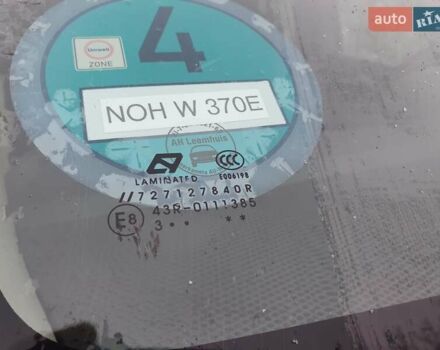 auto RIA
4
Umwelt
ZONE
NOH W 370E
AH Leemhuis
CCC
LAMINATED E006198
//727127840R
E8 43R-0111385
3•• ••